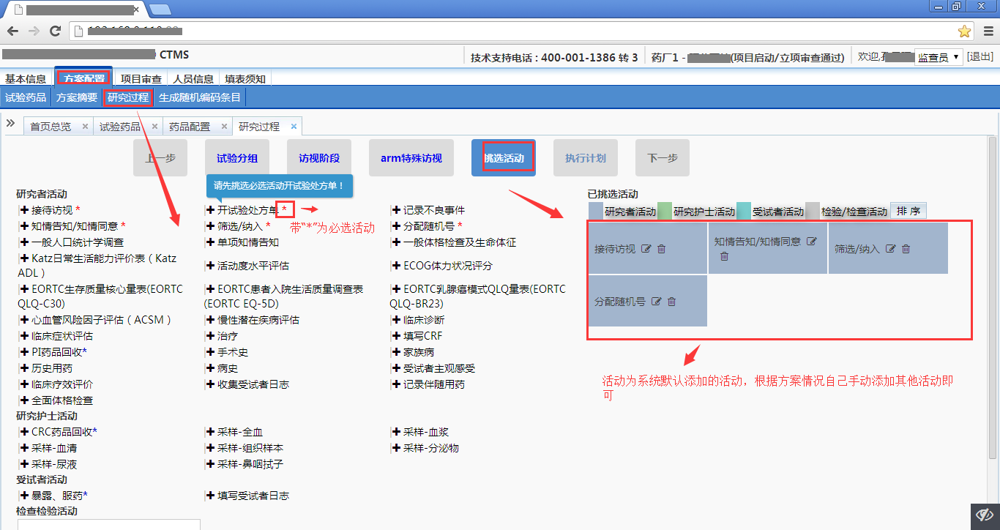 CTMS
技术支持电话 : 400-001-1386 转 3
药厂1 -
(项目启动/立项审查通过)
欢迎,
监查员
[退出]
基本信息 方案配置 项目审查 人员信息 填表须知
试验药品 方案摘要 研究过程 生成随机编码条目
首页总览 试验药品 药品配置 研究过程
上一步 试验分组 访视阶段 arm特殊访视 挑选活动 执行计划 下一步
请先挑选必选活动开试验处方单！
研究者活动
接待访视 * 开试验处方单 * 记录不良事件
知情告知/知情同意 * 筛选/纳入 * 分配随机号 *
带“*”为必选活动
一般人口统计学调查 单项知情告知 一般体格检查及生命体征
Katz日常生活能力评价表（Katz
ADL） 活动度水平评估 ECOG体力状况评分
EORTC生存质量核心量表(EORTC EORTC患者入院生活质量调查表 EORTC乳腺癌模式QLQ量表(EORTC
QLQ-C30) (EORTC EQ-5D) QLQ-BR23)
心血管风险因子评估（ACSM） 慢性潜在疾病评估 临床诊断
临床症状评估 治疗 填写CRF
PI药品回收* 手术史 家族病
历史用药 病史 受试者主观感受
临床疗效评价 收集受试者日志 记录伴随用药
全面体格检查
研究护士活动
CRC药品回收* 采样-全血 采样-血浆
采样-血清 采样-组织样本 采样-分泌物
采样-尿液 采样-鼻咽拭子
受试者活动
暴露、服药* 填写受试者日志
检查检验活动
已挑选活动
研究者活动 研究护士活动 受试者活动 检验/检查活动 排 序
接待访视 知情告知/知情同意 筛选/纳入
分配随机号
活动为系统默认添加的活动，根据方案情况自己手动添加其他活动即
可